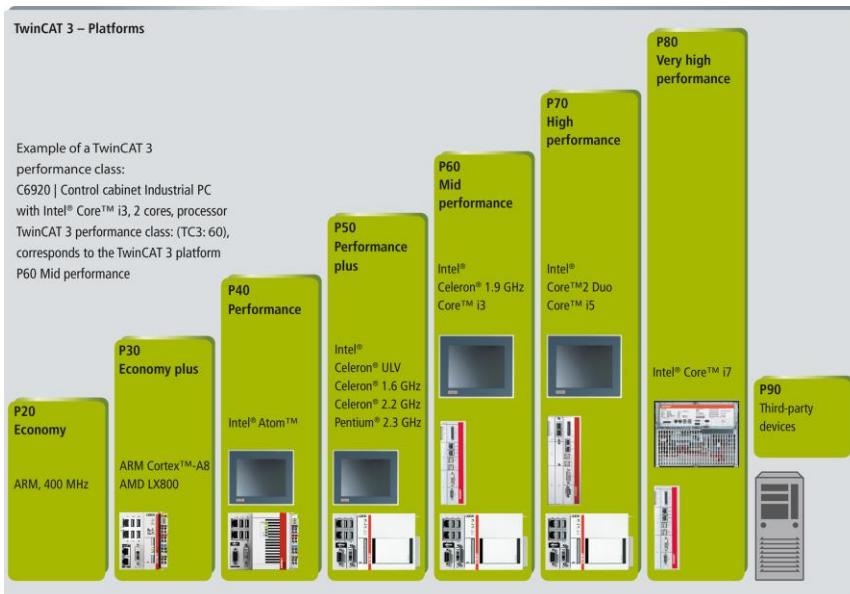 TwinCAT 3 – Platforms
Example of a TwinCAT 3
performance class:
C6920 | Control cabinet Industrial PC
with Intel® Core™ i3, 2 cores, processor
TwinCAT 3 performance class: (TC3: 60),
corresponds to the TwinCAT 3 platform
P60 Mid performance
P20
Economy
ARM, 400 MHz
P30
Economy plus
ARM Cortex™-A8
AMD LX800
P40
Performance
Intel® Atom™
P50
Performance
plus
Intel®
Celeron® ULV
Celeron® 1.6 GHz
Celeron® 2.2 GHz
Pentium® 2.3 GHz
P60
Mid
performance
Intel®
Celeron® 1.9 GHz
Core™ i3
P70
High
performance
Intel®
Core™2 Duo
Core™ i5
P80
Very high
performance
Intel® Core™ i7
P90
Third-party
devices